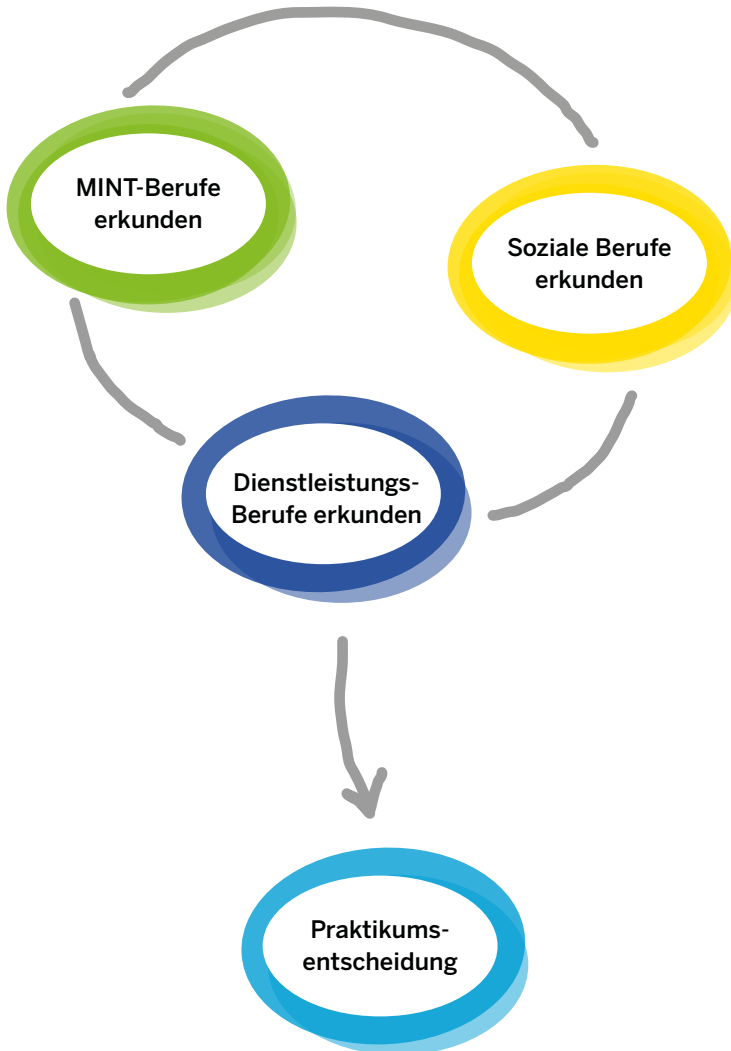 MINT-Berufe
erkunden
Soziale Berufe
erkunden
Dienstleistungs-
Berufe erkunden
Praktikums-
entscheidung